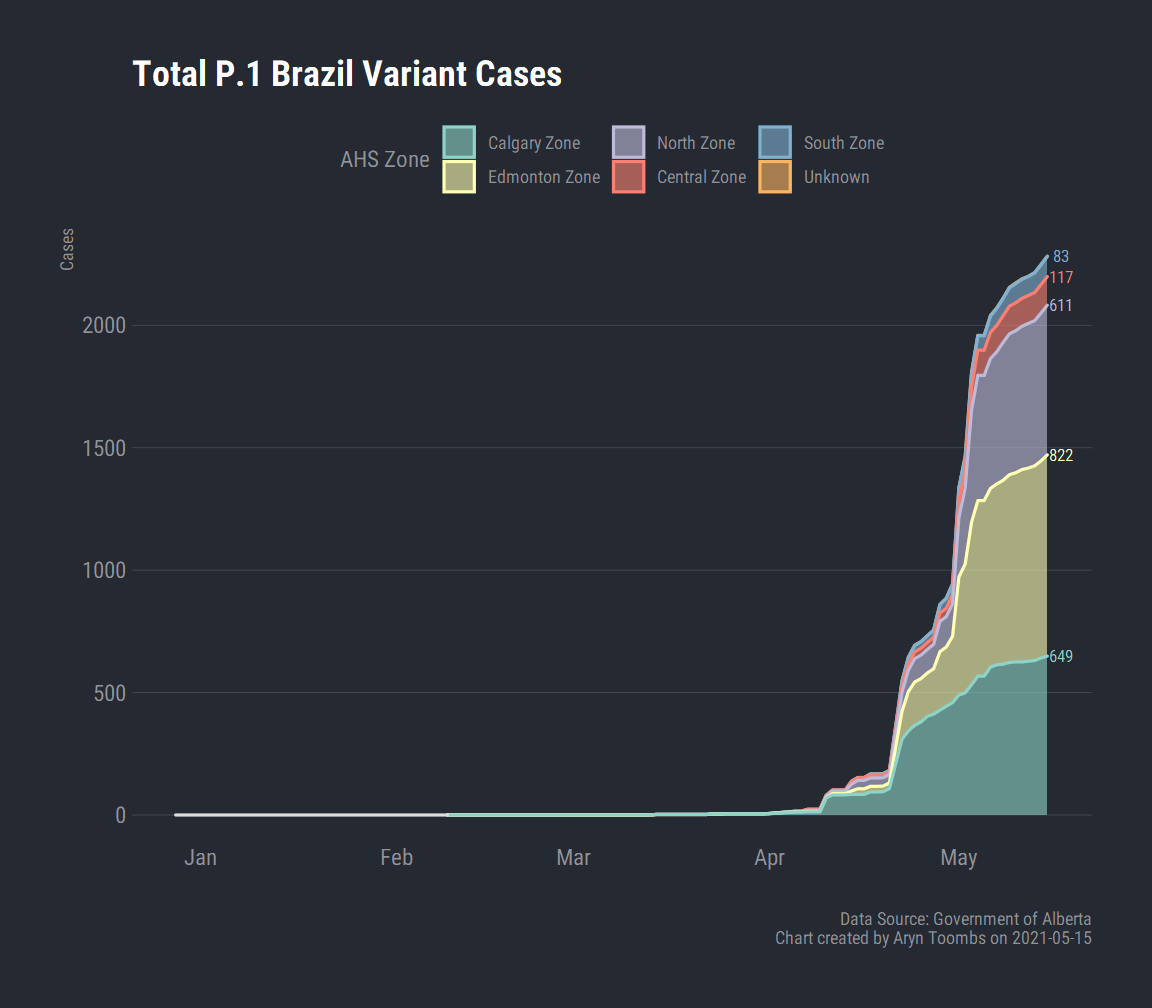 Total P.1 Brazil Variant Cases
AHS Zone
Calgary Zone
North Zone
South Zone
Edmonton Zone
Central Zone
Unknown
Cases
83
117
611
2000
1500
822
1000
649
500
0
Jan
Feb
Mar
Apr
May
Data Source: Government of Alberta
Chart created by Aryn Toombs on 2021-05-15